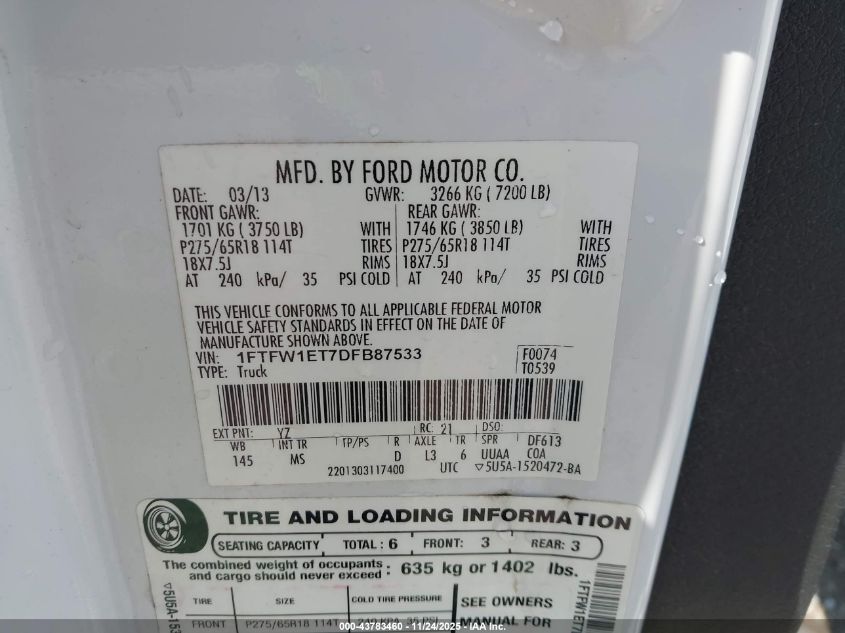 MFD. BY FORD MOTOR CO.
DATE: 03/13 GVWR: 3266 KG ( 7200 LB)
FRONT GAWR: REAR GAWR:
1701 KG ( 3750 LB) WITH 1746 KG ( 3850 LB) WITH
P275/65R18 114T TIRES P275/65R18 114T TIRES
18X7.5J RIMS 18X7.5J RIMS
AT 240 kPa/ 35 PSI COLD AT 240 kPa/ 35 PSI COLD
THIS VEHICLE CONFORMS TO ALL APPLICABLE FEDERAL MOTOR
VEHICLE SAFETY STANDARDS IN EFFECT ON THE DATE OF
MANUFACTURE SHOWN ABOVE.
VIN: 1FTFW1ET7DFB87533 F0074
TYPE: Truck T0539
EXT PNT: YZ RC: 21 DSO:
WB INT TR TP/PS R AXLE TR SPR DF613
145 MS D L3 6 UUAA COA
2201303117400 UTC ▽5U5A-1520472-BA
TIRE AND LOADING INFORMATION
SEATING CAPACITY TOTAL : 6 FRONT: 3 REAR: 3
The combined weight of occupants
and cargo should never exceed : 635 kg or 1402 lbs.
TIRE SIZE COLD TIRE PRESSURE SEE OWNERS
FRONT P275/65R18 114T 240 KPA, 35 PSI MANUAL FOR
Lot: 43783460 - 11/24/2025 - IAA Inc.